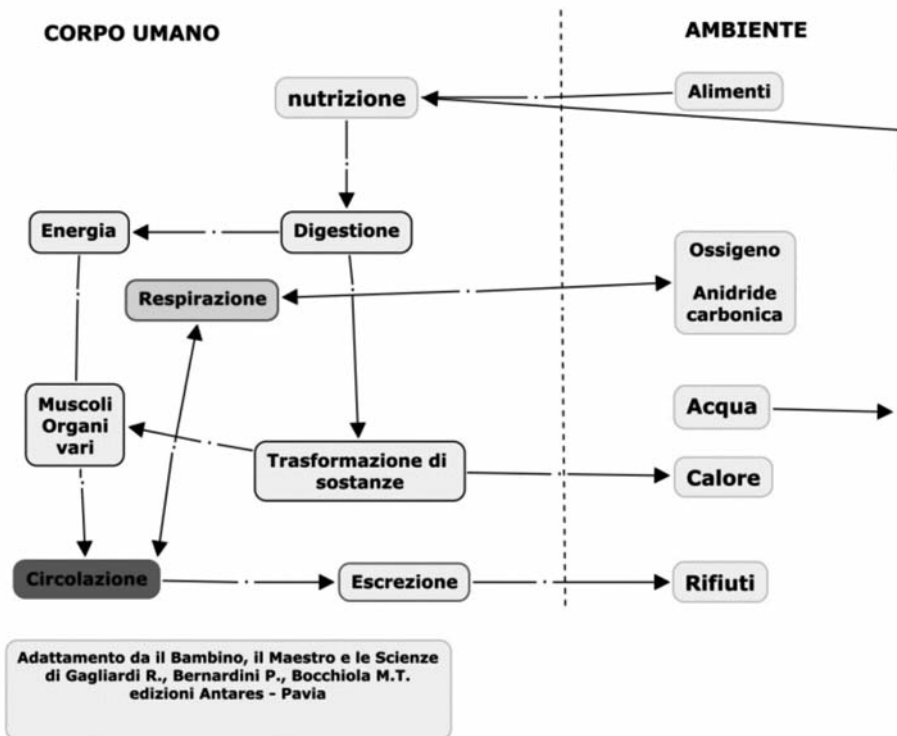 CORPO UMANO
AMBIENTE
nutrizione
Alimenti
Energia
Digestione
Ossigeno
Anidride
carbonica
Respirazione
Muscoli
Organi
vari
Acqua
Trasformazione di
sostanze
Calore
Circolazione
Escrezione
Rifiuti
Adattamento da il Bambino, il Maestro e le Scienze
di Gagliardi R., Bernardini P., Bocchiola M.T.
edizioni Antares - Pavia